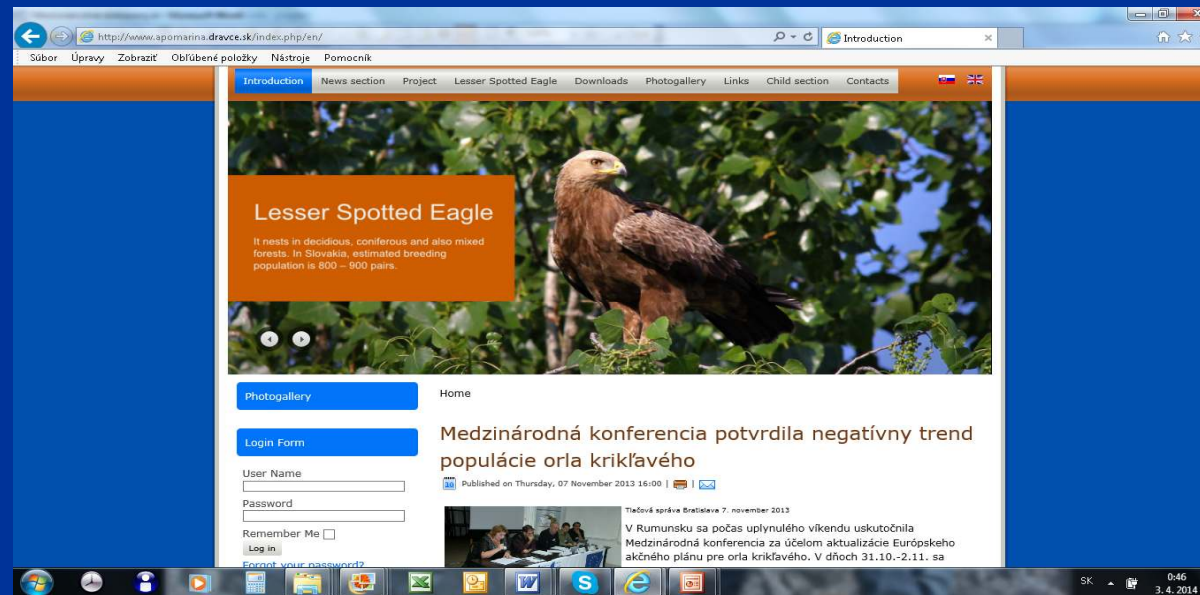 http://www.apomarina.dravce.sk/index.php/en/
Introduction
Súbor Úpravy Zobraziť Obľúbené položky Nástroje Pomocník
Introduction News section Project Lesser Spotted Eagle Downloads Photogallery Links Child section Contacts
Lesser Spotted Eagle
It nests in decidious, coniferous and also mixed
forests. In Slovakia, estimated breeding
population is 800 – 900 pairs.
Photogallery
Home
Login Form
Medzinárodná konferencia potvrdila negatívny trend
populácie orla krikľavého
Published on Thursday, 07 November 2013 16:00 | |
User Name
Password
Remember Me
Log in
Forgot your password?
Tlačová správa Bratislava 7. november 2013
V Rumunsku sa počas uplynulého víkendu uskutočnila
Medzinárodná konferencia za účelom aktualizácie Európskeho
akčného plánu pre orla krikľavého. V dňoch 31.10.-2.11. sa
SK
0:46
3. 4. 2014